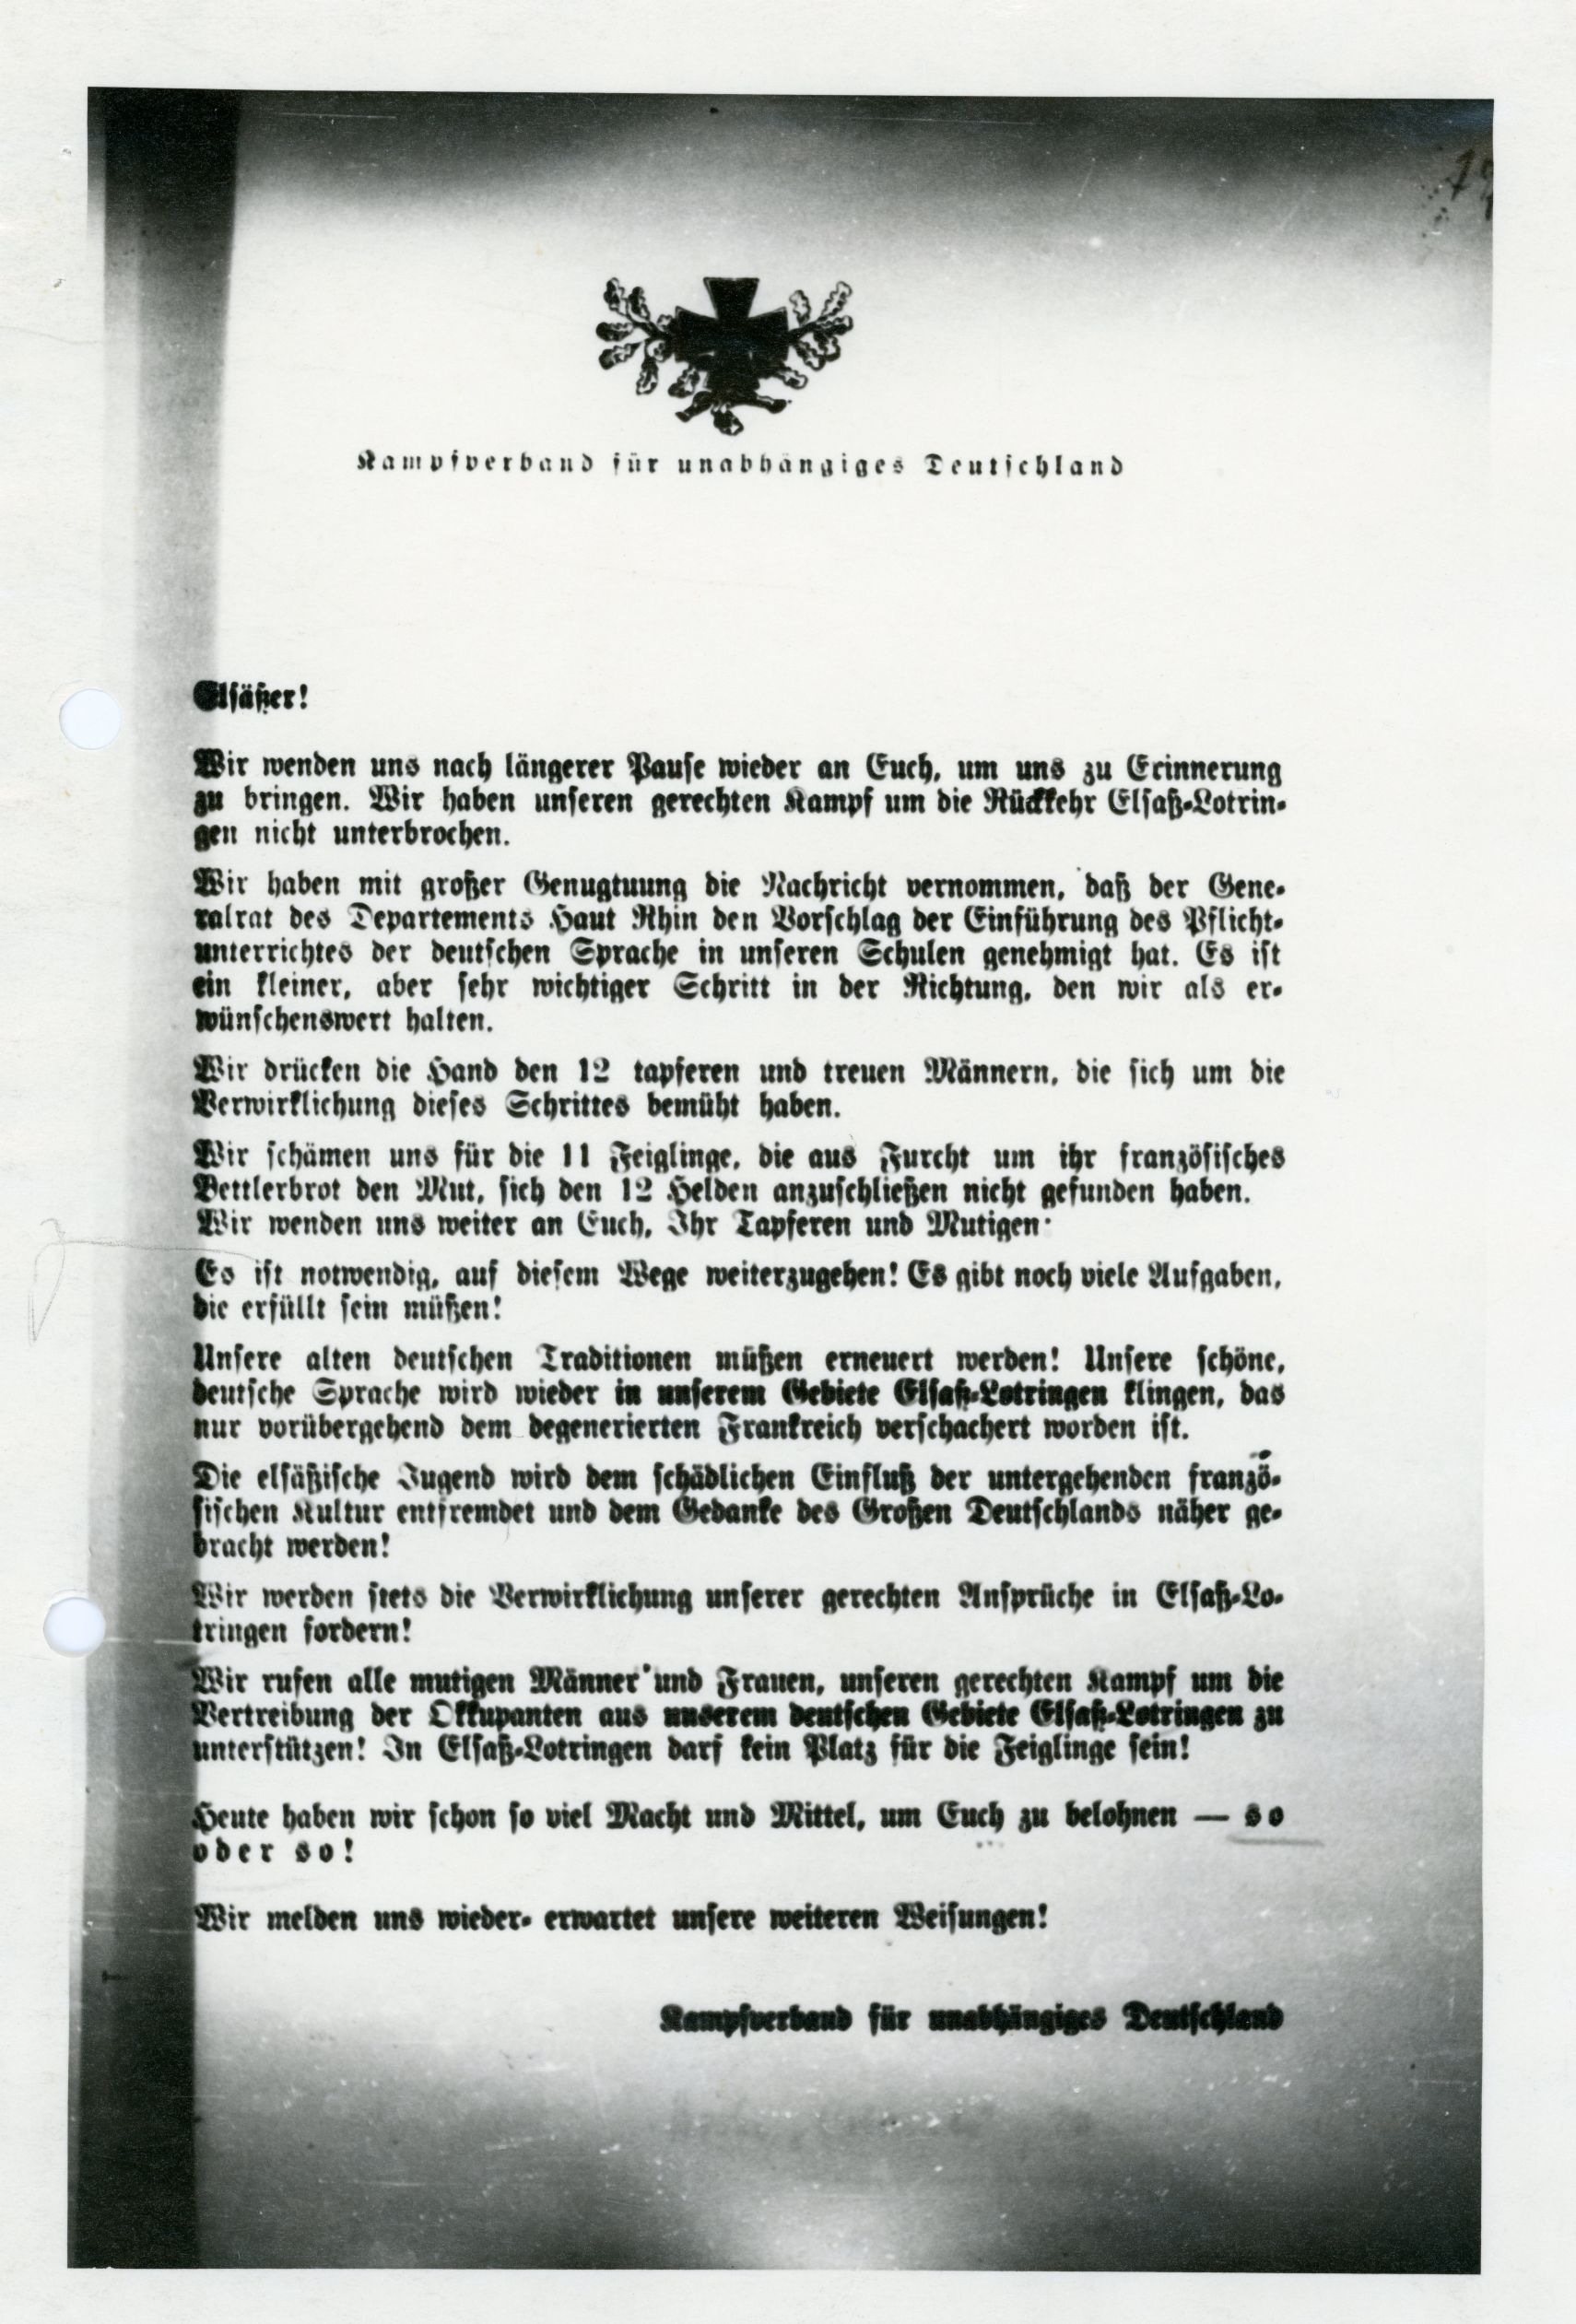 Kampfverband für unabhängiges Deutschland
Elsäßer!
Wir wenden uns nach längerer Pause wieder an Euch, um uns zu Erinnerung
zu bringen. Wir haben unseren gerechten Kampf um die Rückkehr Elsaß-Lotrin-
gen nicht unterbrochen.
Wir haben mit großer Genugtuung die Nachricht vernommen, daß der Gene-
ralrat des Departements Haut Rhin den Vorschlag der Einführung des Pflicht-
unterrichtes der deutschen Sprache in unseren Schulen genehmigt hat. Es ist
ein kleiner, aber sehr wichtiger Schritt in der Richtung, den wir als er-
wünschenswert halten.
Wir drücken die Hand den 12 tapferen und treuen Männern, die sich um die
Verwirklichung dieses Schrittes bemüht haben.
Wir schämen uns für die 11 Feiglinge, die aus Furcht um ihr französisches
Bettlerbrot den Mut, sich den 12 Helden anzuschließen nicht gefunden haben.
Wir wenden uns weiter an Euch, Ihr Tapferen und Mutigen:
Es ist notwendig, auf diesem Wege weiterzugehen! Es gibt noch viele Aufgaben,
die erfüllt sein müßen!
Unsere alten deutschen Traditionen müßen erneuert werden! Unsere schöne,
deutsche Sprache wird wieder in unserem Gebiete Elsaß-Lotringen klingen, das
nur vorübergehend dem degenerierten Frankreich verschachert worden ist.
Die elsäßische Jugend wird dem schädlichen Einfluß der untergehenden franzö-
sischen Kultur entfremdet und dem Gedanke des Großen Deutschlands näher ge-
bracht werden!
Wir werden stets die Verwirklichung unserer gerechten Ansprüche in Elsaß-Lo-
tringen fordern!
Wir rufen alle mutigen Männer und Frauen, unseren gerechten Kampf um die
Vertreibung der Okkupanten aus unserem deutschen Gebiete Elsaß-Lotringen zu
unterstützen! In Elsaß-Lotringen darf kein Platz für die Feiglinge sein!
Heute haben wir schon so viel Macht und Mittel, um Euch zu belohnen — so
oder so!
Wir melden uns wieder- erwartet unsere weiteren Weisungen!
Kampfverband für unabhängiges Deutschland